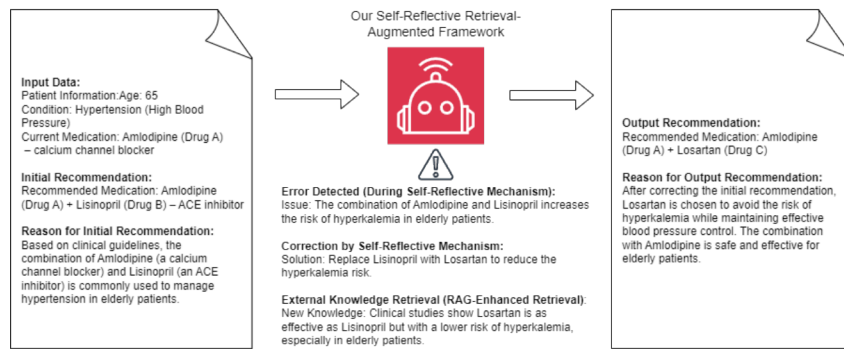 Our Self-Reflective Retrieval-
Augmented Framework
Input Data:
Patient Information:Age: 65
Condition: Hypertension (High Blood
Pressure)
Current Medication: Amlodipine (Drug A)
– calcium channel blocker
Initial Recommendation:
Recommended Medication: Amlodipine
(Drug A) + Lisinopril (Drug B) – ACE inhibitor
Reason for Initial Recommendation:
Based on clinical guidelines, the
combination of Amlodipine (a calcium
channel blocker) and Lisinopril (an ACE
inhibitor) is commonly used to manage
hypertension in elderly patients.
Error Detected (During Self-Reflective Mechanism):
Issue: The combination of Amlodipine and Lisinopril increases
the risk of hyperkalemia in elderly patients.
Correction by Self-Reflective Mechanism:
Solution: Replace Lisinopril with Losartan to reduce the
hyperkalemia risk.
External Knowledge Retrieval (RAG-Enhanced Retrieval):
New Knowledge: Clinical studies show Losartan is as
effective as Lisinopril but with a lower risk of hyperkalemia,
especially in elderly patients.
Output Recommendation:
Recommended Medication: Amlodipine
(Drug A) + Losartan (Drug C)
Reason for Output Recommendation:
After correcting the initial recommendation,
Losartan is chosen to avoid the risk of
hyperkalemia while maintaining effective
blood pressure control. The combination
with Amlodipine is safe and effective for
elderly patients.